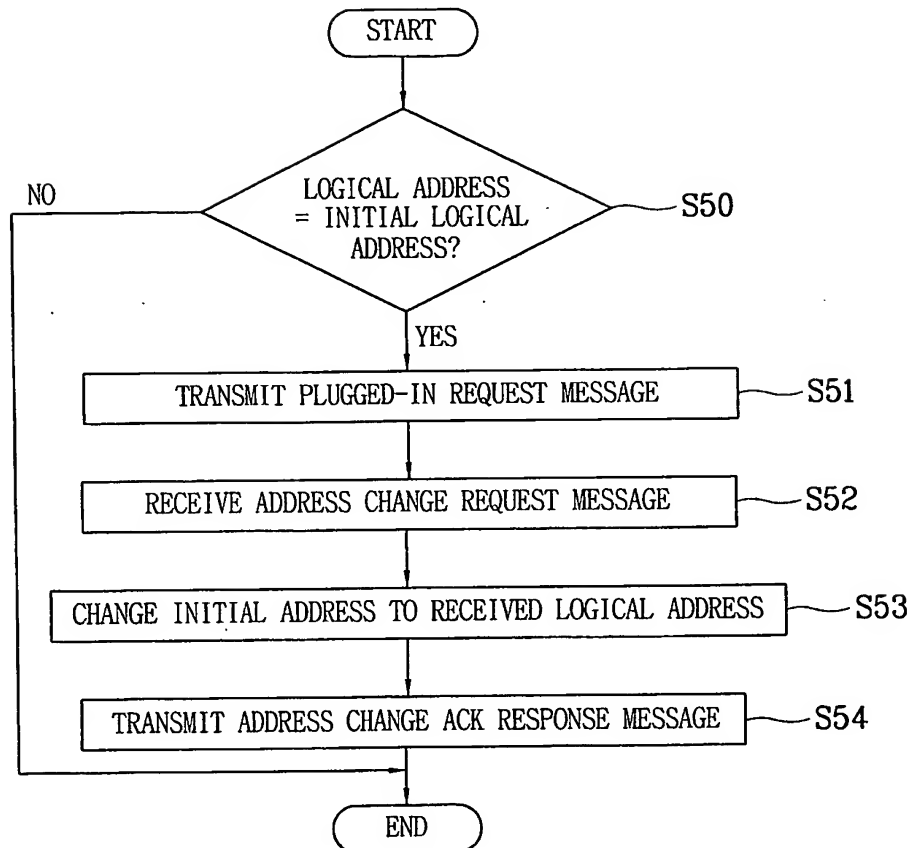 START
LOGICAL ADDRESS
= INITIAL LOGICAL
ADDRESS?
S50
NO
YES
TRANSMIT PLUGGED-IN REQUEST MESSAGE
S51
RECEIVE ADDRESS CHANGE REQUEST MESSAGE
S52
CHANGE INITIAL ADDRESS TO RECEIVED LOGICAL ADDRESS
S53
TRANSMIT ADDRESS CHANGE ACK RESPONSE MESSAGE
S54
END